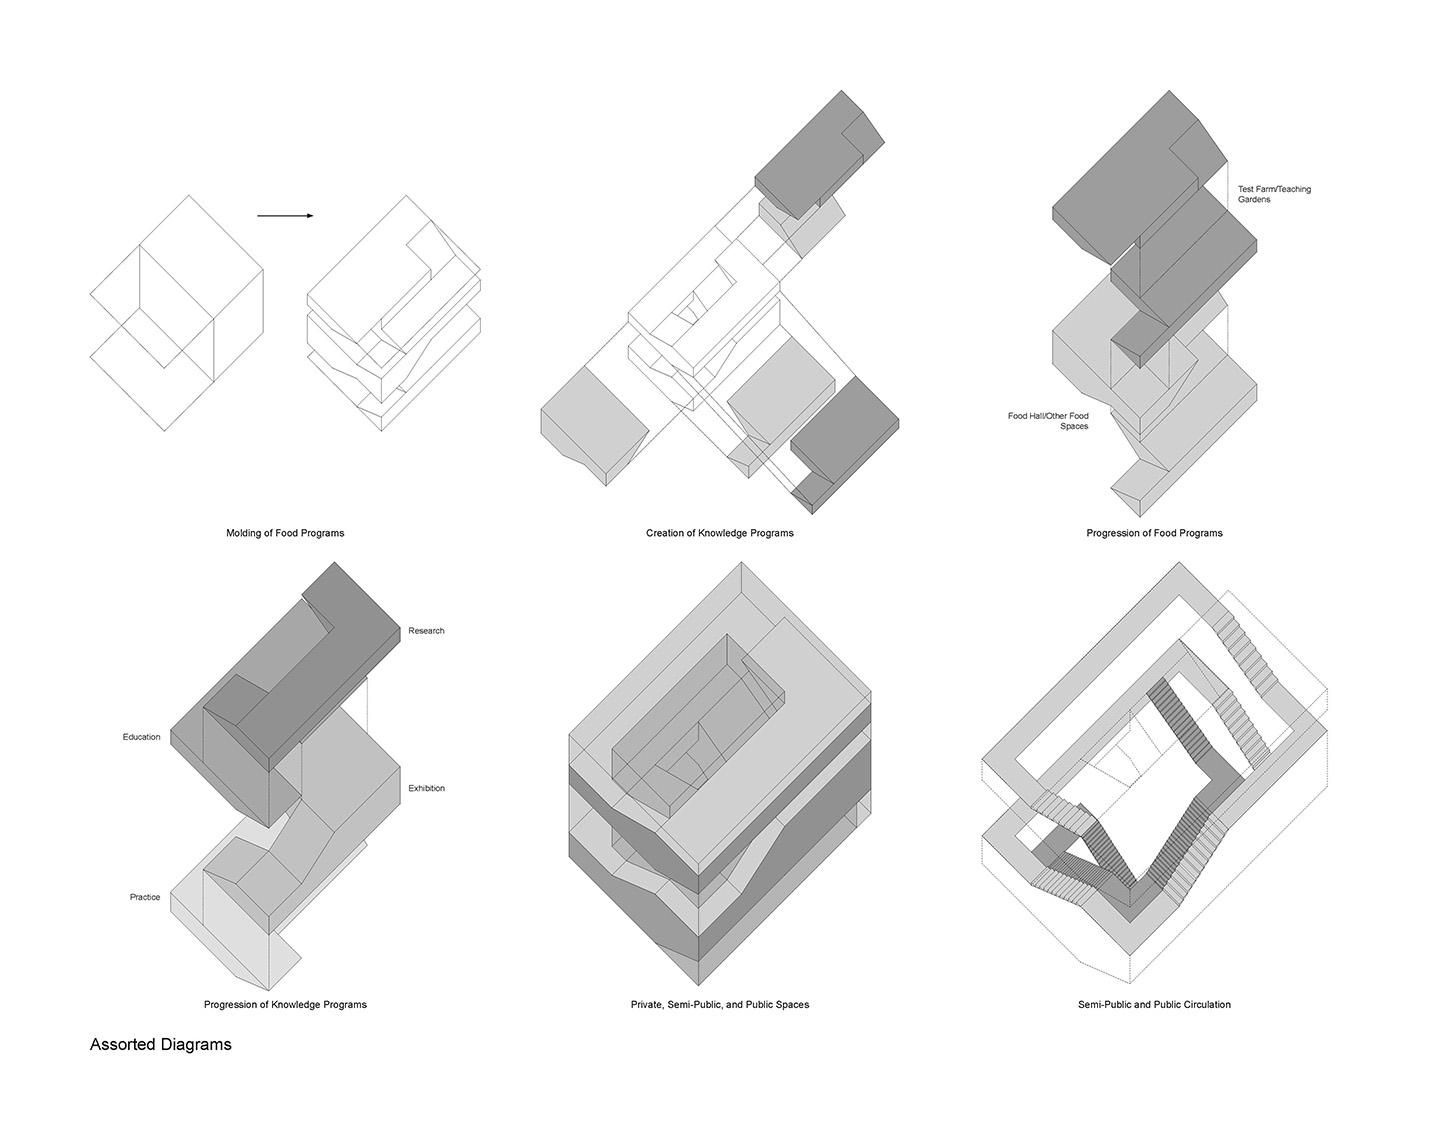 Test Farm/Teaching
Gardens
Food Hall/Other Food
Spaces
Molding of Food Programs
Creation of Knowledge Programs
Progression of Food Programs
Research
Education
Exhibition
Practice
Progression of Knowledge Programs
Private, Semi-Public, and Public Spaces
Semi-Public and Public Circulation
Assorted Diagrams